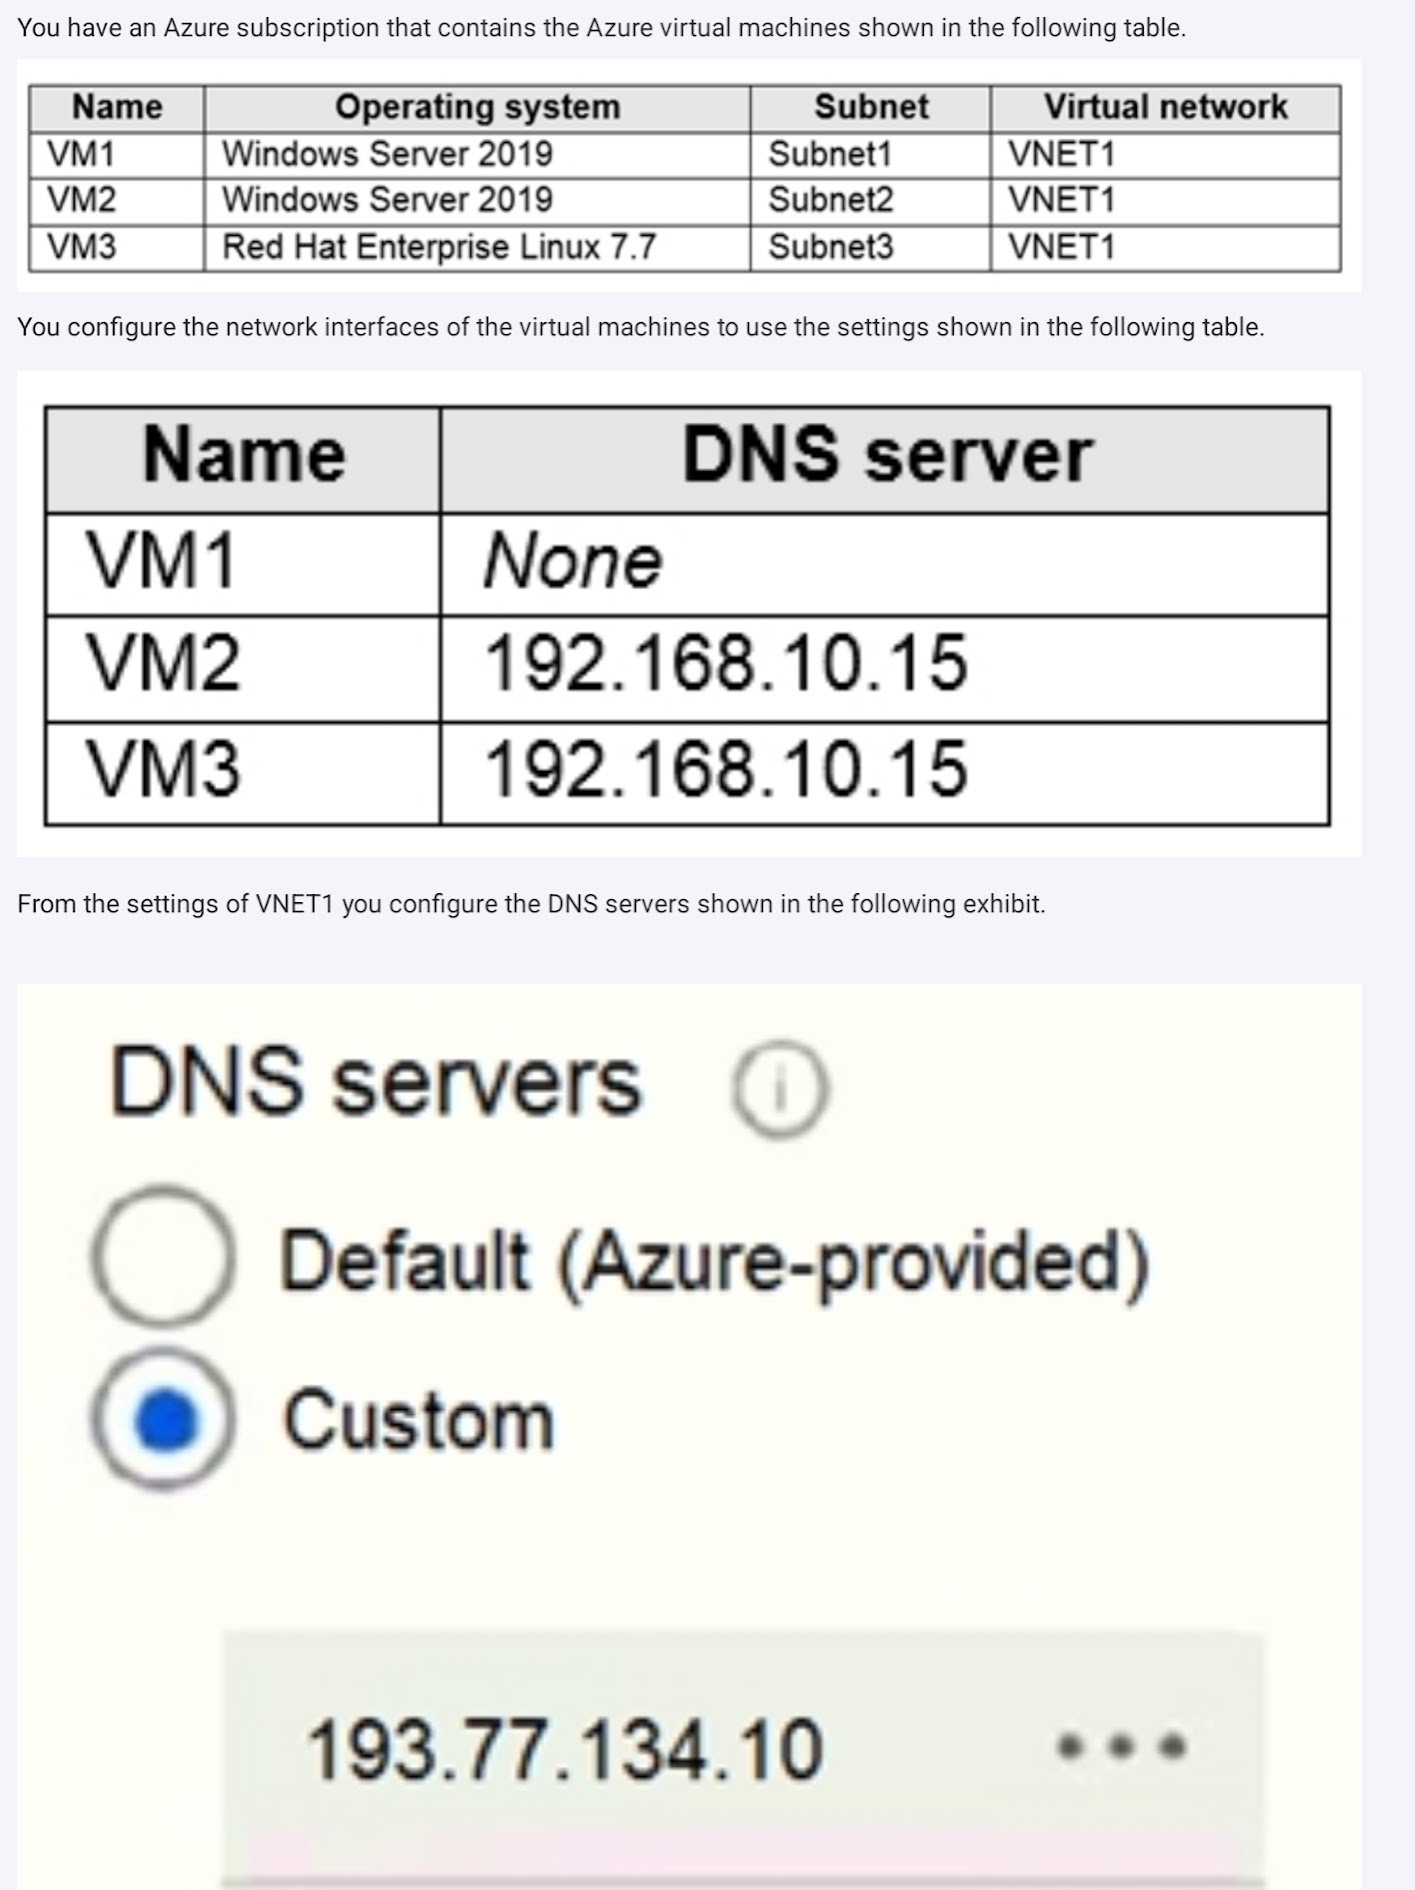 You have an Azure subscription that contains the Azure virtual machines shown in the following table.
Name Operating system Subnet Virtual network
VM1 Windows Server 2019 Subnet1 VNET1
VM2 Windows Server 2019 Subnet2 VNET1
VM3 Red Hat Enterprise Linux 7.7 Subnet3 VNET1
You configure the network interfaces of the virtual machines to use the settings shown in the following table.
Name DNS server
VM1 None
VM2 192.168.10.15
VM3 192.168.10.15
From the settings of VNET1 you configure the DNS servers shown in the following exhibit.
DNS servers
Default (Azure-provided)
Custom
193.77.134.10